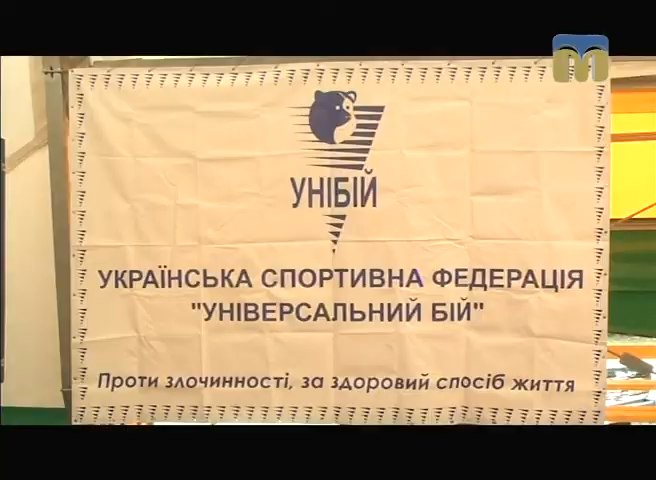 УНІБІЙ
УКРАЇНСЬКА СПОРТИВНА ФЕДЕРАЦІЯ
"УНІВЕРСАЛЬНИЙ БІЙ"
Проти злочинності, за здоровий спосіб життя